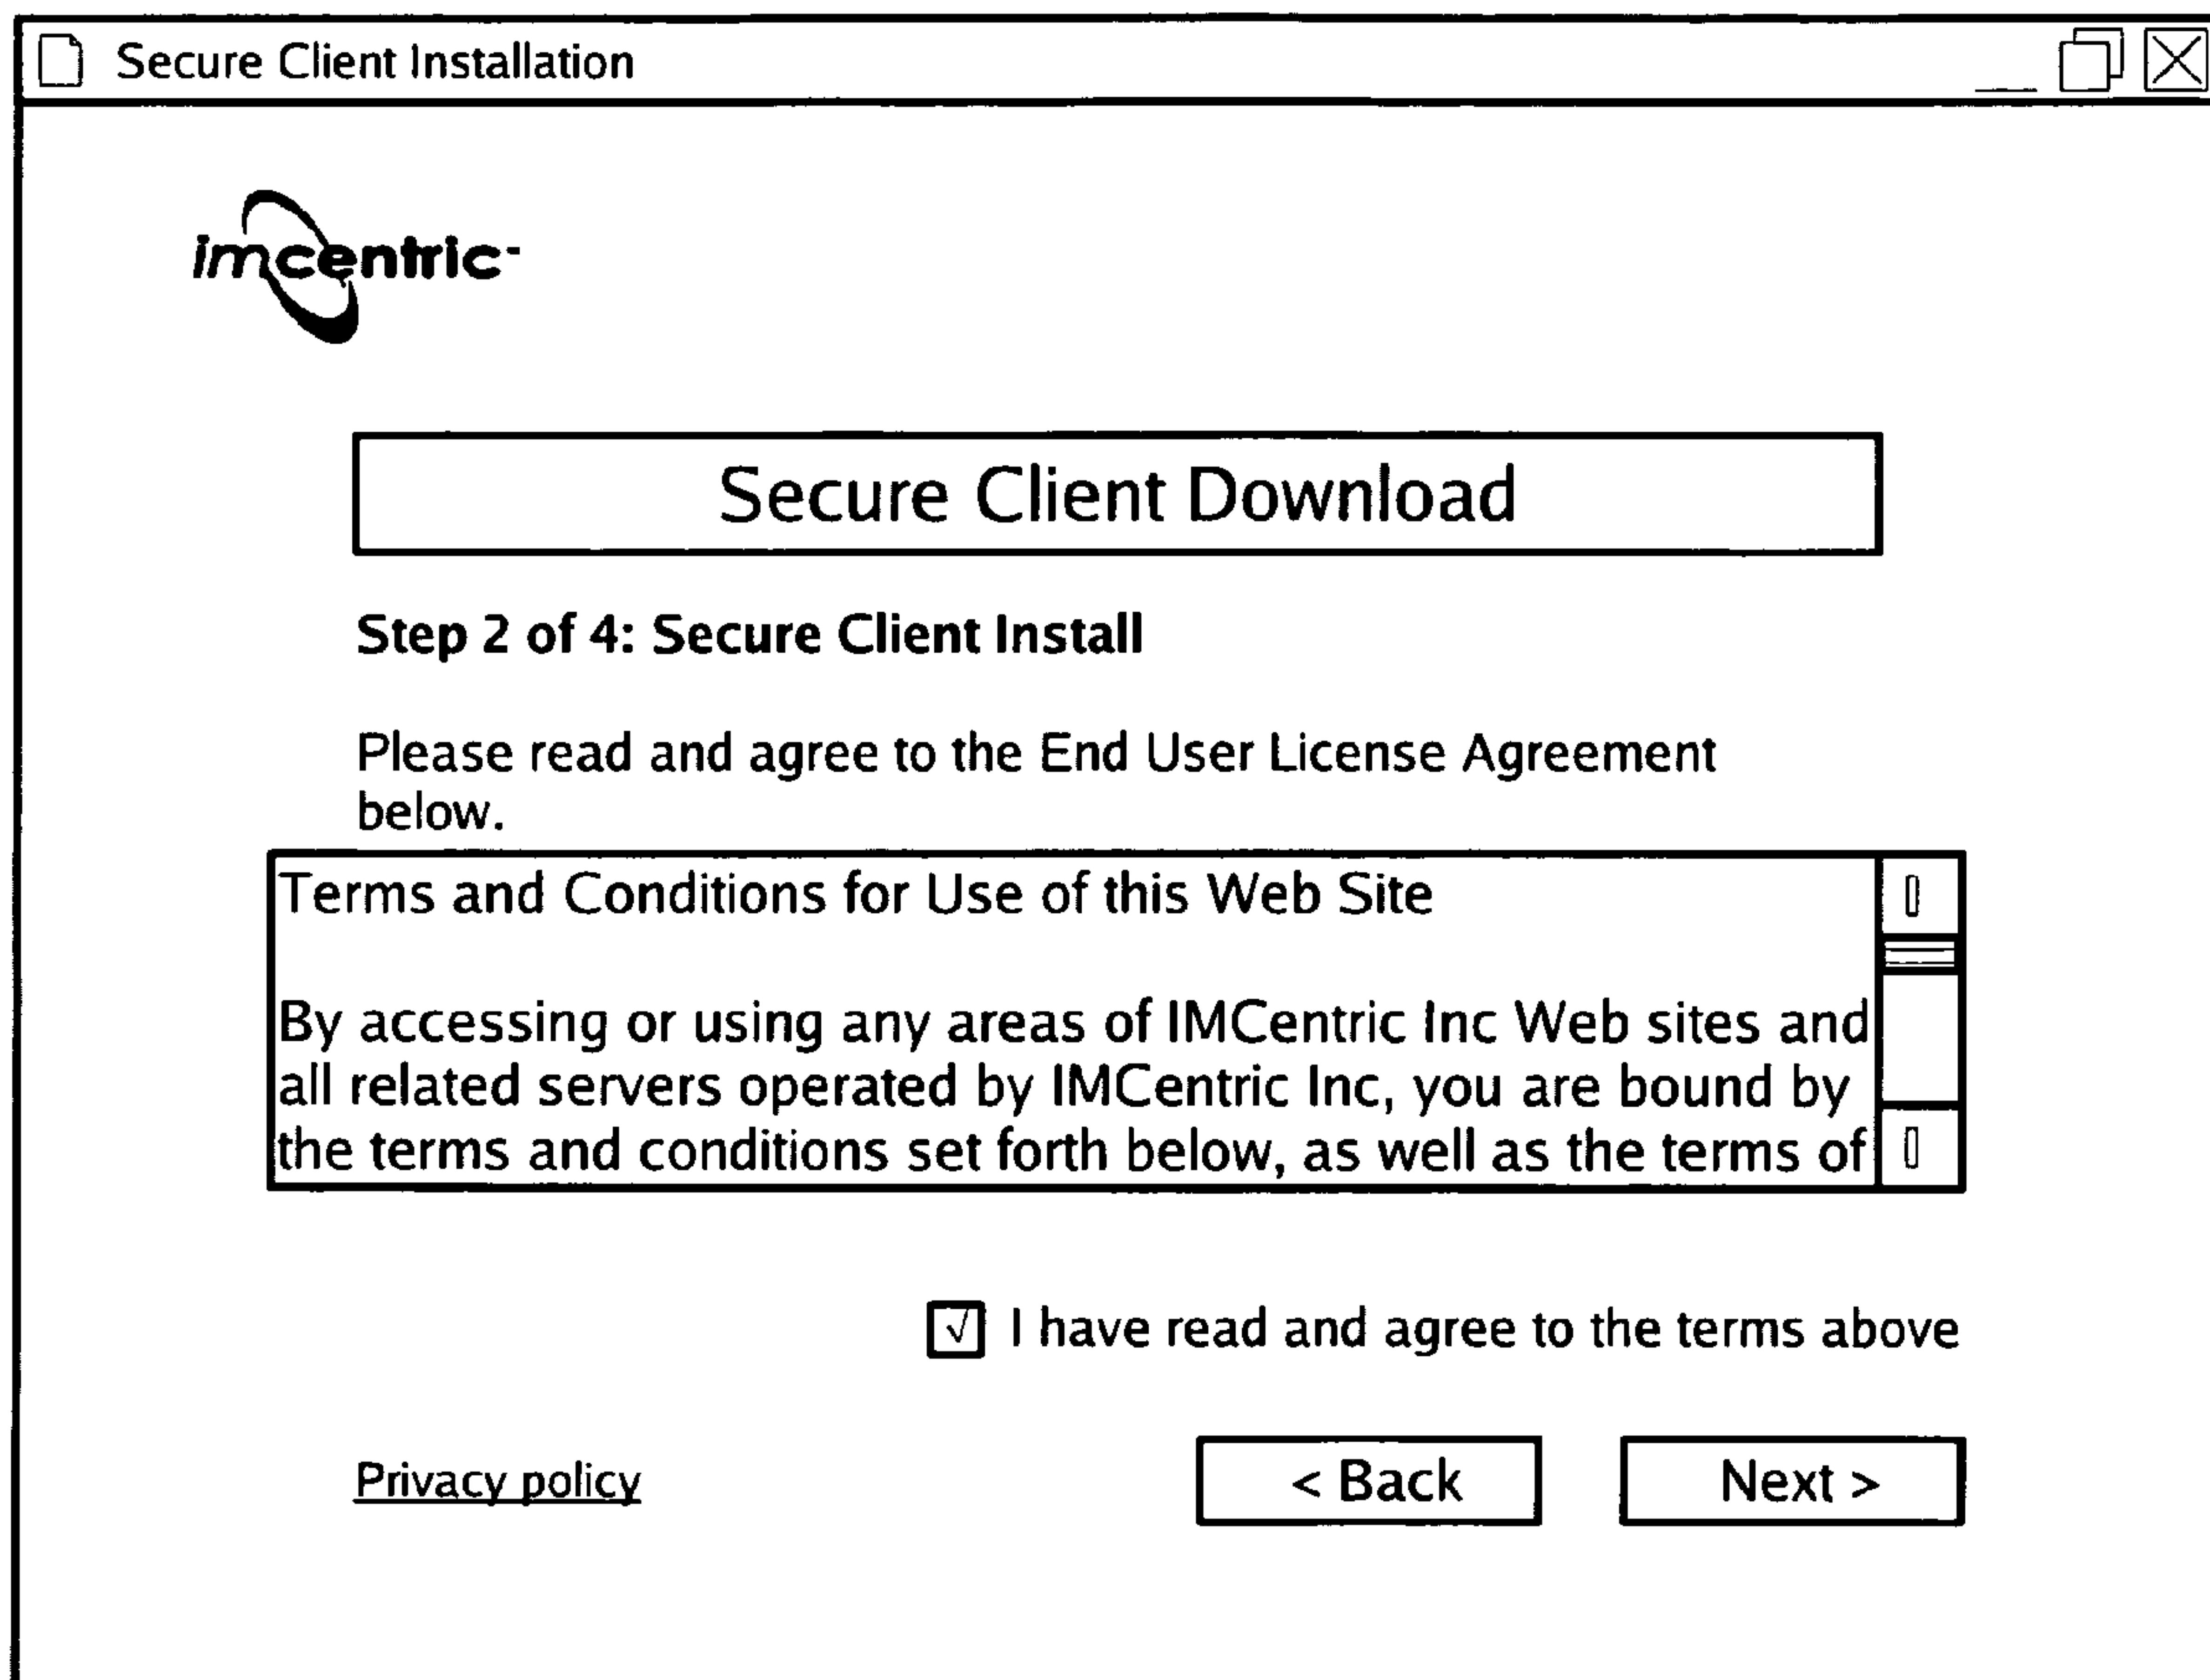 Secure Client Installation
imcentric
Secure Client Download
Step 2 of 4: Secure Client Install
Please read and agree to the End User License Agreement
below.
Terms and Conditions for Use of this Web Site
By accessing or using any areas of IMCentric Inc Web sites and
all related servers operated by IMCentric Inc, you are bound by
the terms and conditions set forth below, as well as the terms of
I have read and agree to the terms above
Privacy policy
< Back
Next >